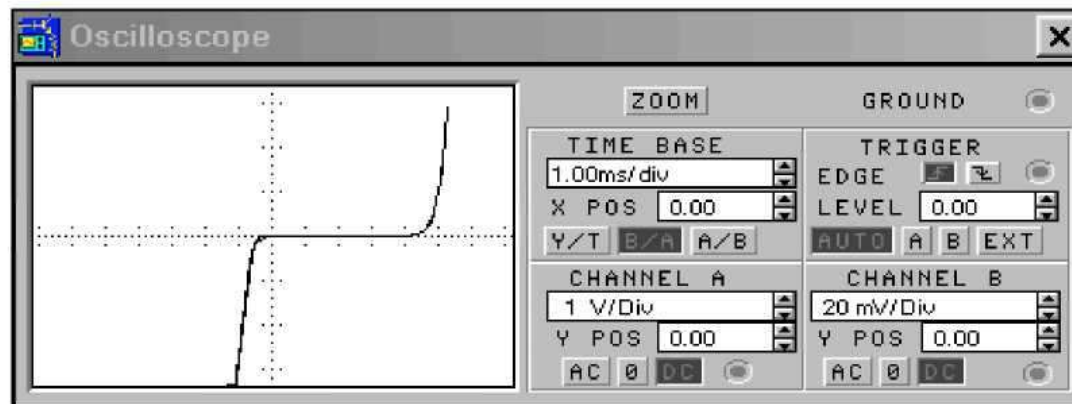 Oscilloscope
ZOOM GROUND
TIME BASE
1.00ms/div
X POS 0.00
Y/T B/A A/B
TRIGGER
EDGE
LEVEL 0.00
AUTO A B EXT
CHANNEL A
1 V/Div
Y POS 0.00
AC 0 DC
CHANNEL B
20 mV/Div
Y POS 0.00
AC 0 DC